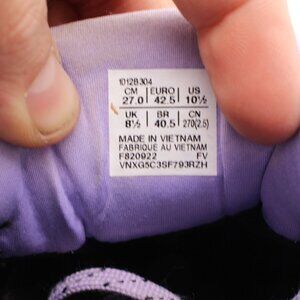 1012B304
CM | EURO | US
27.0 | 42.5 | 10½
UK | BR | CN
8½ | 40.5 | 270(2.5)
MADE IN VIETNAM
FABRIQUE AU VIETNAM
F820922 FV
VNXG5C3SF793RZH